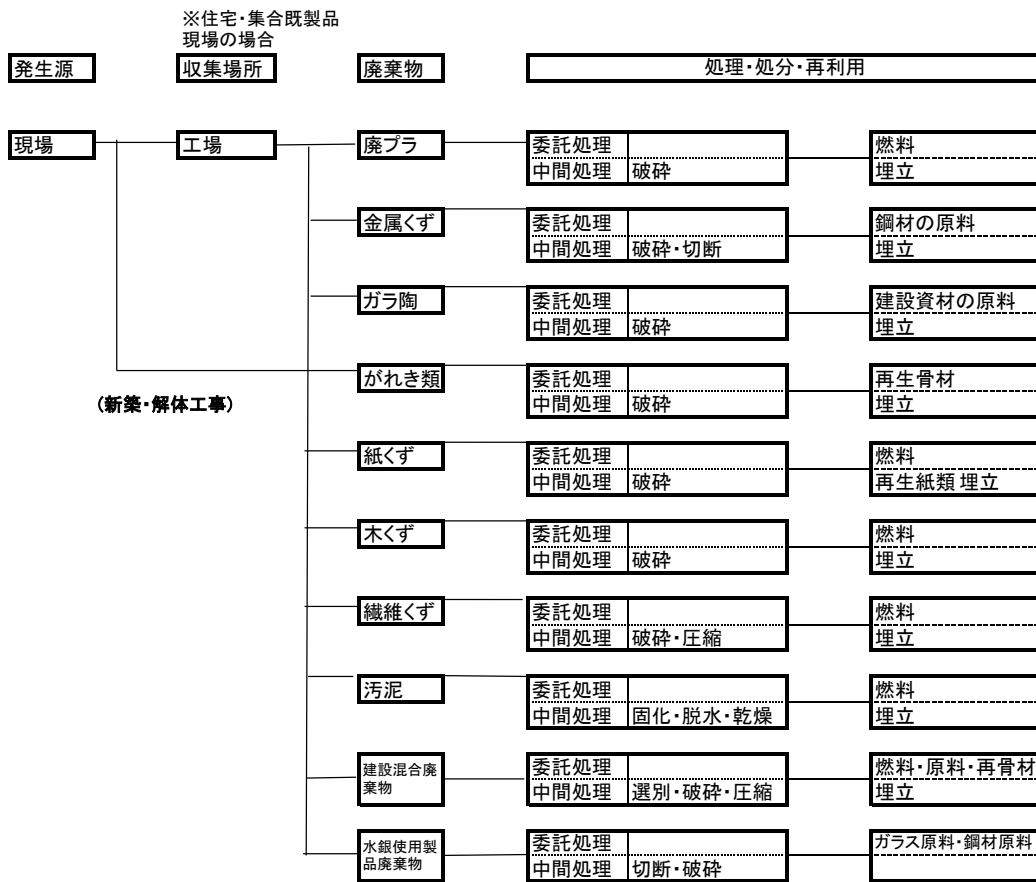 ※住宅・集合既製品
現場の場合
発生源 収集場所 廃棄物 処理・処分・再利用
現場 工場 廃プラ 委託処理 燃料
中間処理 破砕 埋立
金属くず 委託処理 鋼材の原料
中間処理 破砕・切断 埋立
ガラ陶 委託処理 建設資材の原料
中間処理 破砕 埋立
がれき類 委託処理 再生骨材
中間処理 破砕 埋立
(新築・解体工事)
紙くず 委託処理 燃料
中間処理 破砕 再生紙類 埋立
木くず 委託処理 燃料
中間処理 破砕 埋立
繊維くず 委託処理 燃料
中間処理 破砕・圧縮 埋立
汚泥 委託処理 燃料
中間処理 固化・脱水・乾燥 埋立
建設混合廃 委託処理 燃料・原料・再骨材
棄物 中間処理 選別・破砕・圧縮 埋立
水銀使用製 委託処理 ガラス原料・鋼材原料
品廃棄物 中間処理 切断・破砕